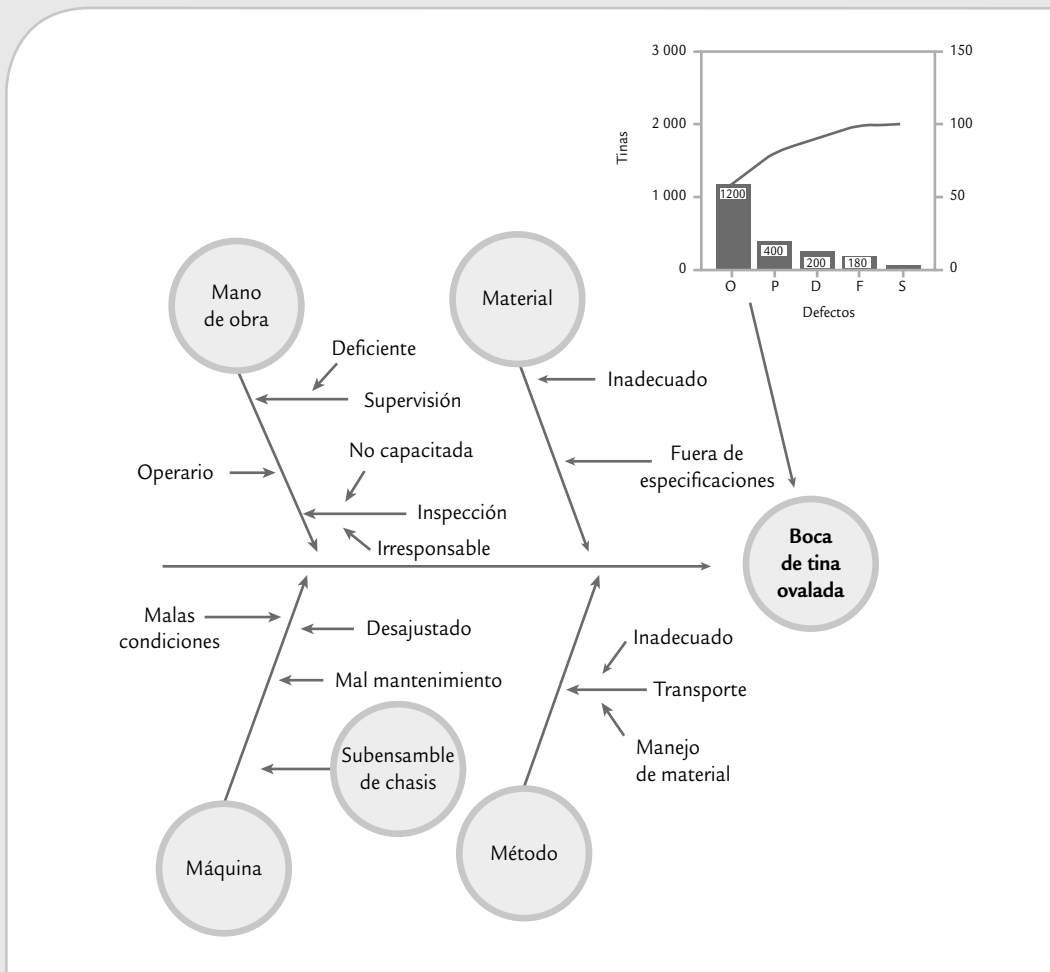 3 000
2 000
1 000
0
Tinas
150
100
50
0
1200
400
200
180
O P D F S
Defectos
Mano
de obra
Material
Deficiente
Supervisión
Operario
No capacitada
Inspección
Irresponsable
Inadecuado
Fuera de
especificaciones
Boca
de tina
ovalada
Malas
condiciones
Desajustado
Mal mantenimiento
Subensamble
de chasis
Máquina
Inadecuado
Transporte
Manejo
de material
Método